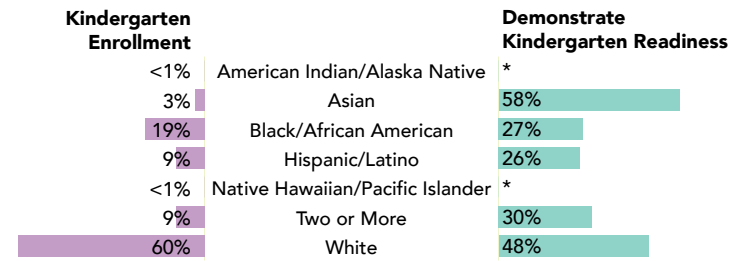 Kindergarten
Enrollment
Demonstrate
Kindergarten Readiness
<1% American Indian/Alaska Native *
3% Asian 58%
19% Black/African American 27%
9% Hispanic/Latino 26%
<1% Native Hawaiian/Pacific Islander *
9% Two or More 30%
60% White 48%